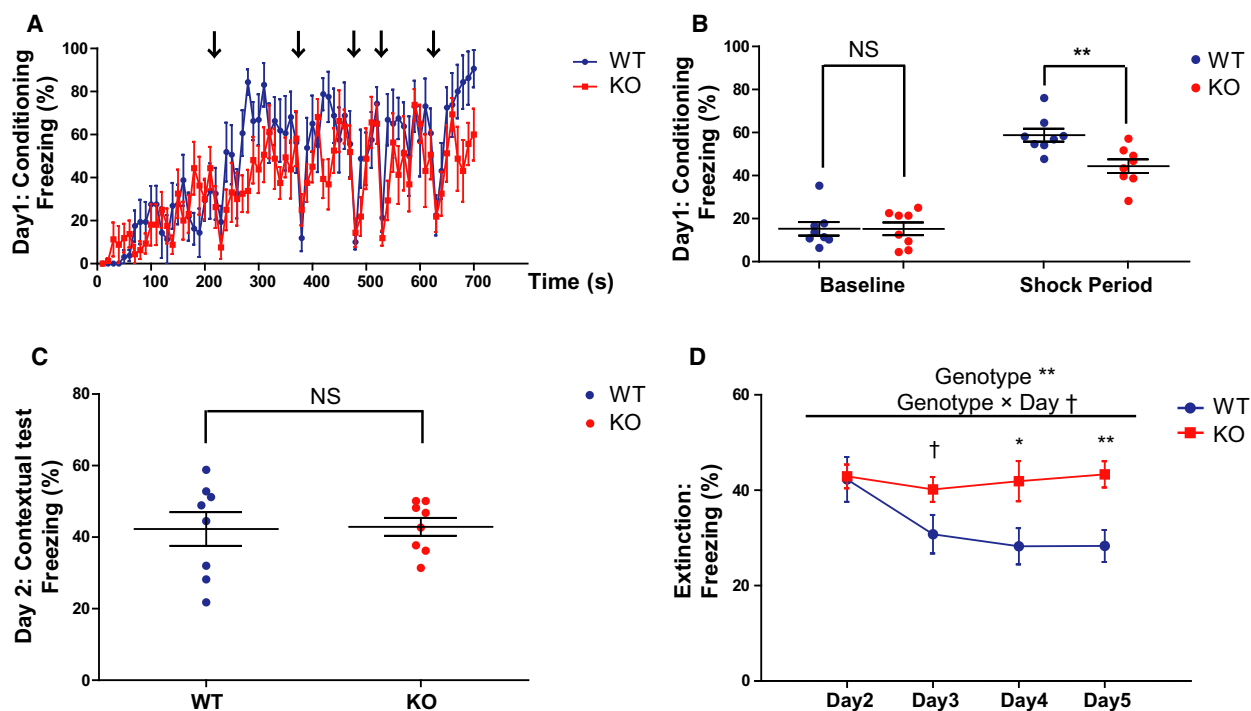 A
Day1: Conditioning
Freezing (%)
100
80
60
40
20
0
0
100
200
300
400
500
600
700
Time (s)
WT
KO
B
Day1: Conditioning
Freezing (%)
100
80
60
40
20
0
NS
**
Baseline
Shock Period
WT
KO
C
Day 2: Contextual test
Freezing (%)
80
60
40
20
0
NS
WT
KO
WT
KO
D
Extinction:
Freezing (%)
60
40
20
0
Genotype **
Genotype × Day †
†
*
**
Day2
Day3
Day4
Day5
WT
KO